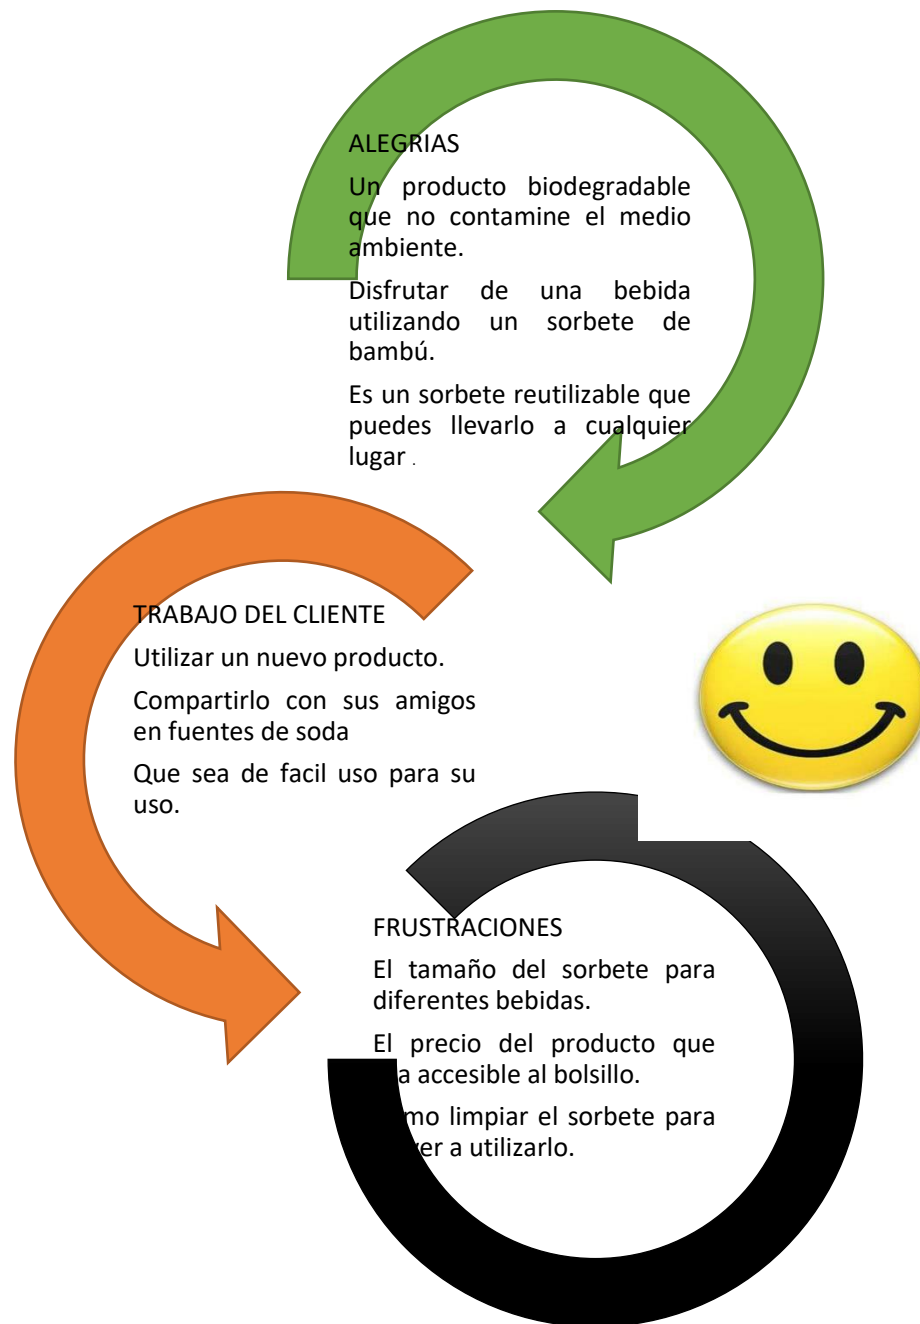 ALEGRIAS
Un producto biodegradable
que no contamine el medio
ambiente.
Disfrutar de una bebida
utilizando un sorbete de
bambú.
Es un sorbete reutilizable que
puedes llevarlo a cualquier
lugar .
TRABAJO DEL CLIENTE
Utilizar un nuevo producto.
Compartirlo con sus amigos
en fuentes de soda
Que sea de facil uso para su
uso.
FRUSTRACIONES
El tamaño del sorbete para
diferentes bebidas.
El precio del producto que
accesible al bolsillo.
limpiar el sorbete para
a utilizarlo.